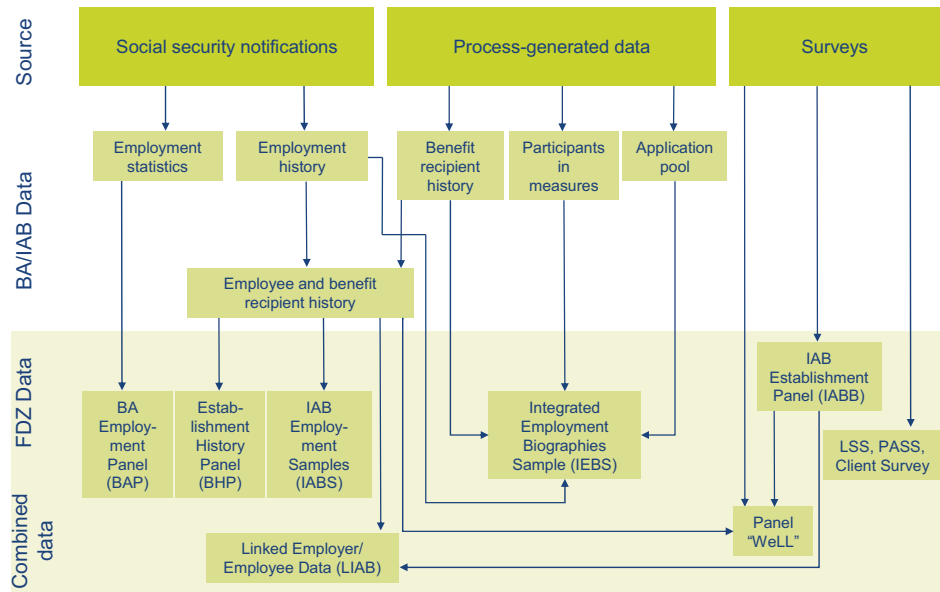 Source
Social security notifications
Process-generated data
Surveys
BA/IAB Data
Employment
statistics
Employment
history
Benefit
recipient
history
Participants
in
measures
Application
pool
Employee and benefit
recipient history
FDZ Data
IAB
Establishment
Panel (IABB)
BA
Employ-
ment
Panel
(BAP)
Estab-
lishment
History
Panel
(BHP)
IAB
Employ-
ment
Samples
(IABS)
Integrated
Employment
Biographies
Sample (IEBS)
LSS, PASS,
Client Survey
Combined
data
Panel
“WeLL”
Linked Employer/
Employee Data (LIAB)